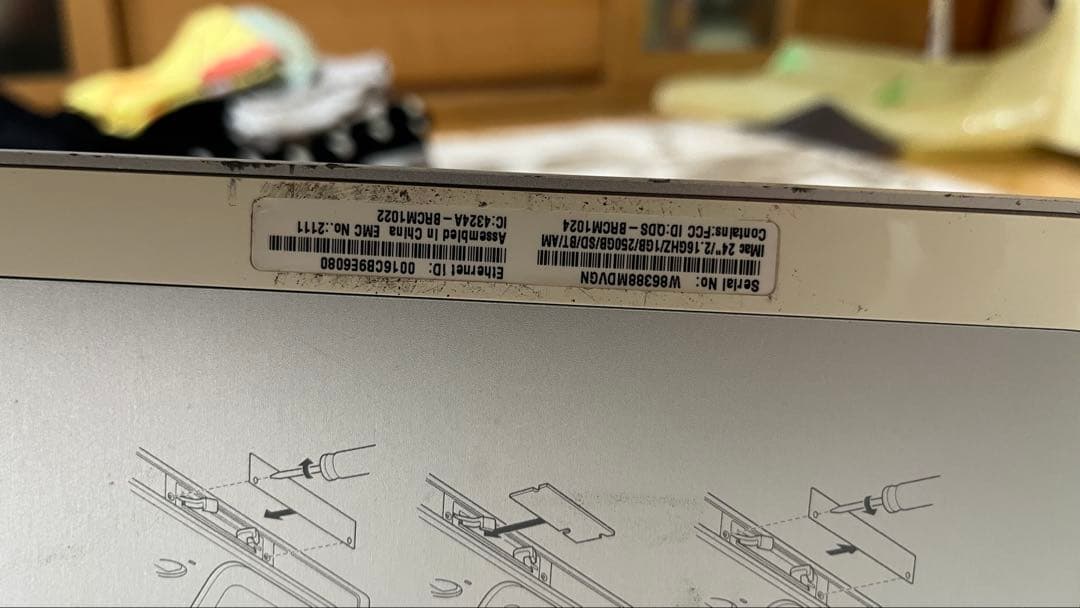 Serial No: W86388MDVGN
iMac 24"/2.16GHZ/1GB/250GB/SD/BT/AM
Contains:FCC ID:QDS-BRCM1024
Ethernet ID: 0016CB9E6080
Assembled in China EMC No.:2111
IC:4324A-BRCM1022